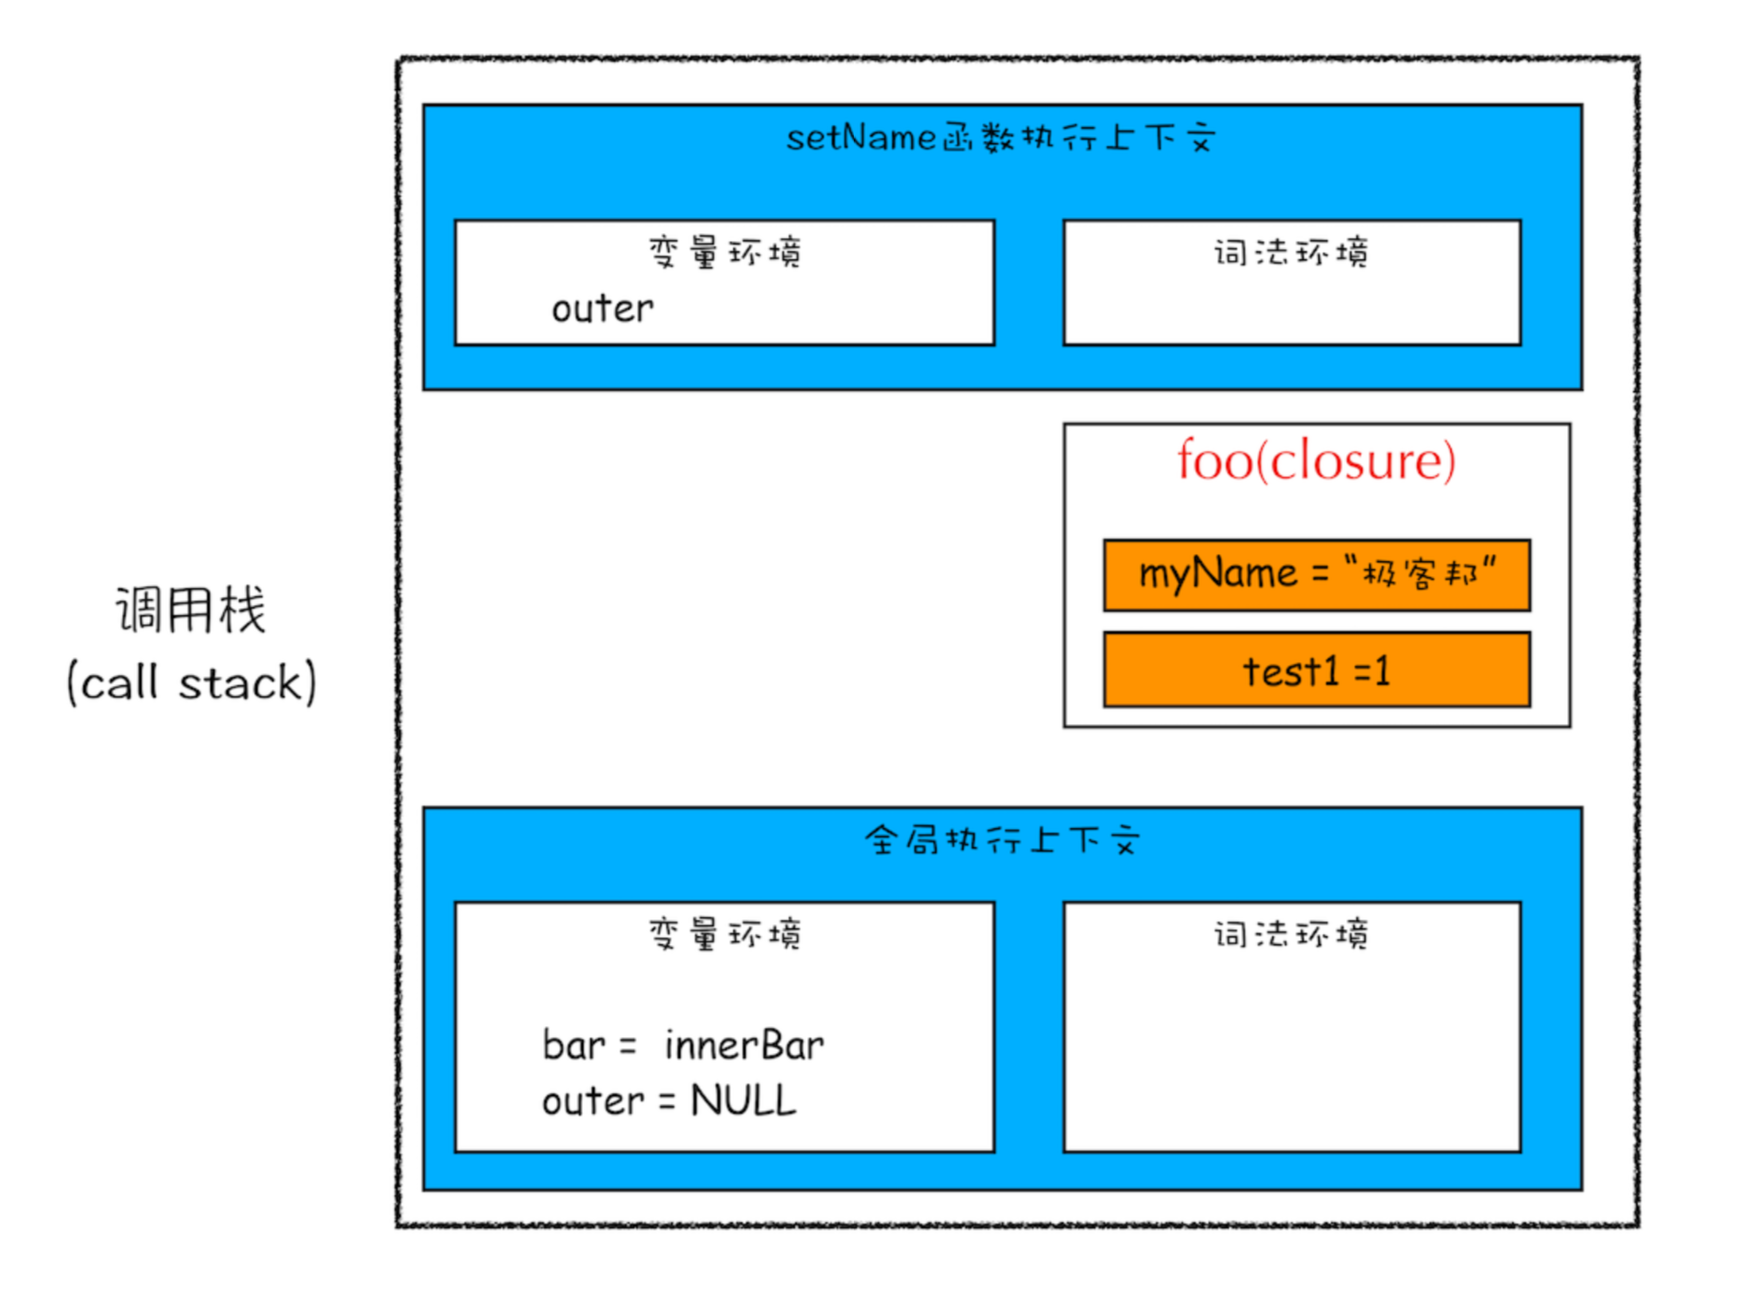 setName函数执行上下文
变量环境
outer
词法环境
foo(closure)
myName = “极客邦”
test1 =1
调用栈
(call stack)
全局执行上下文
变量环境
bar = innerBar
outer = NULL
词法环境